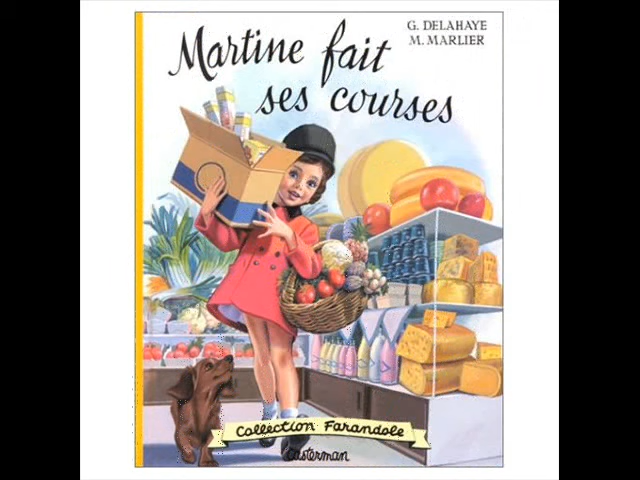 G. DELAHAYE
M. MARLIER
Martine fait
ses courses
Collection Farandole
Casterman